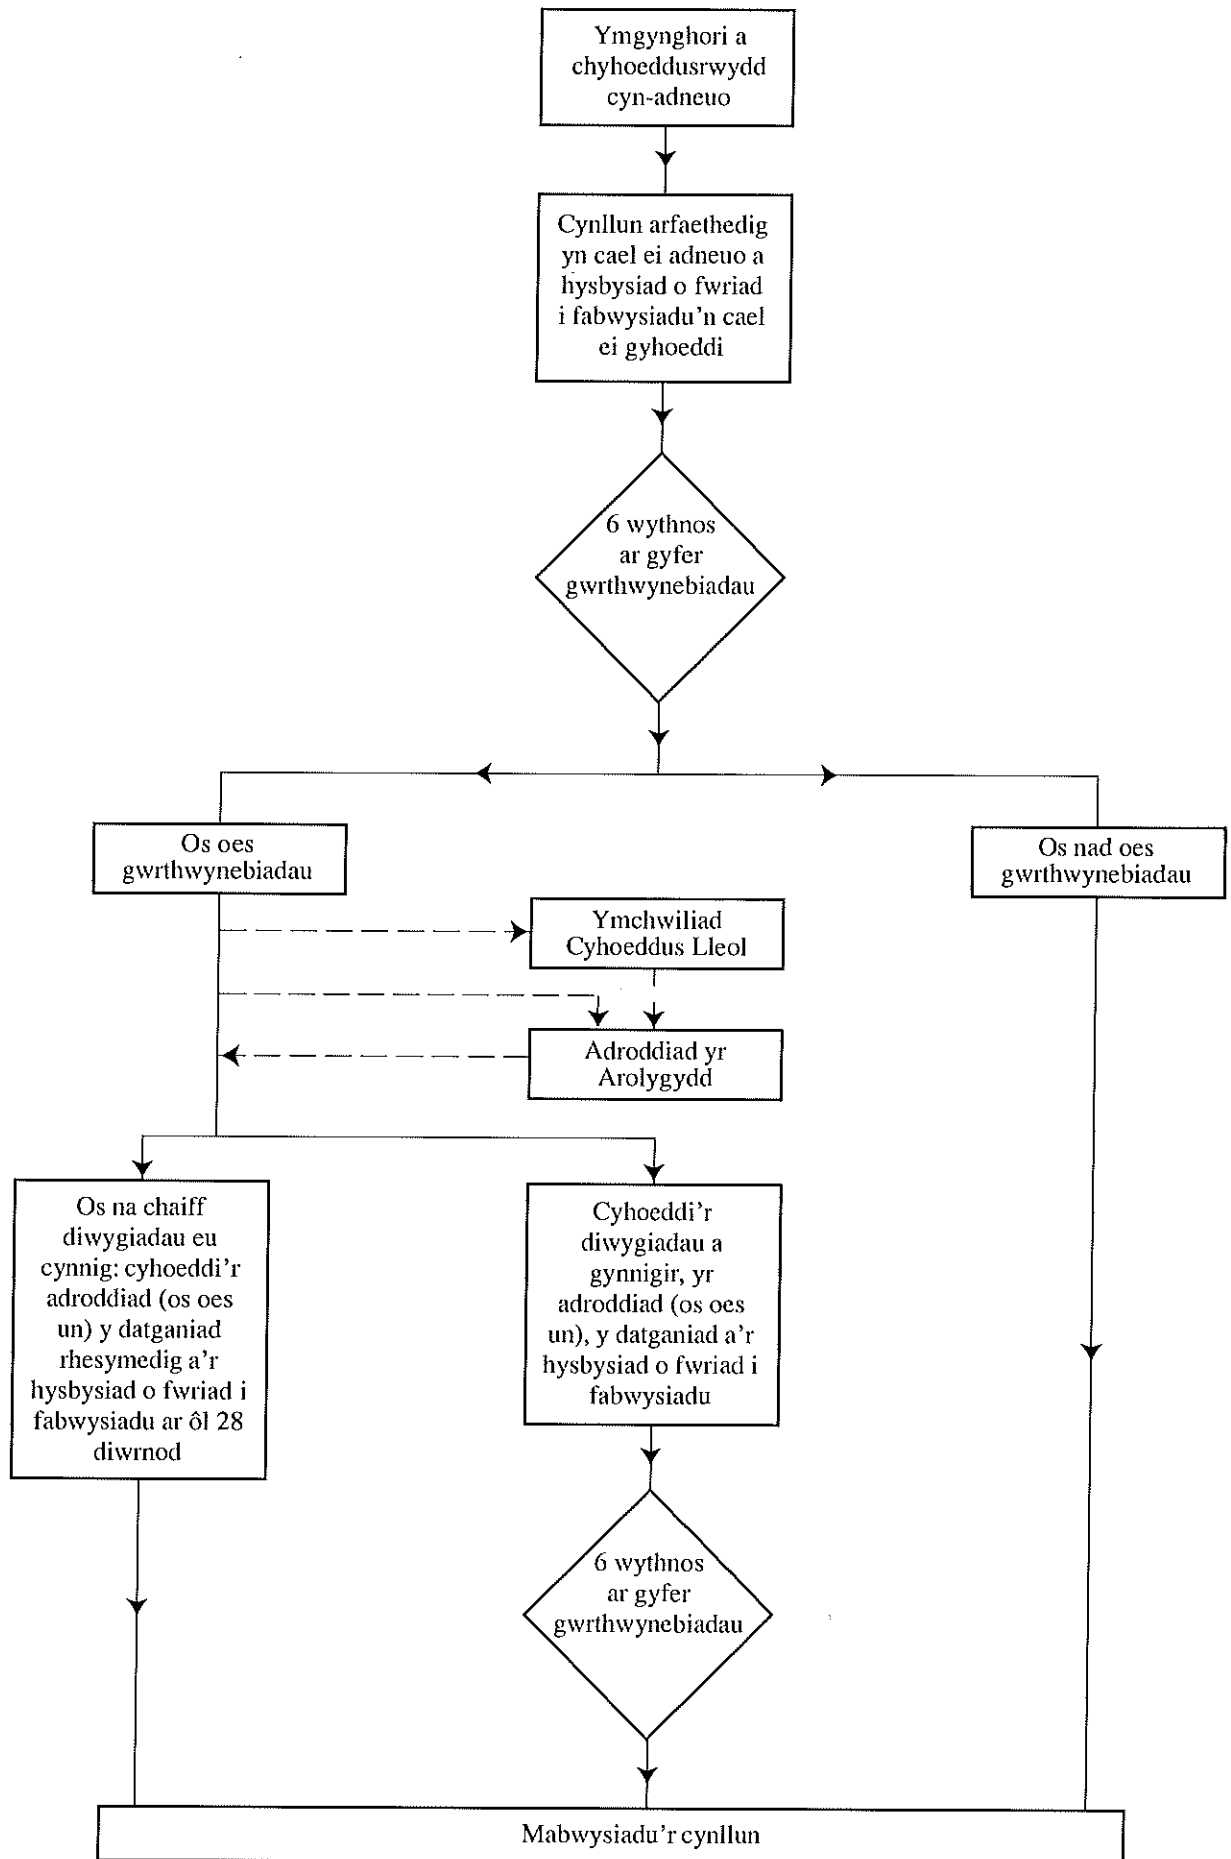 Ymgynghori a
chyhoeddusrwydd
cyn-adneuo
Cynllun arfaethedig
yn cael ei adneuo a
hysbysiad o fwriad
i fabwysiadu'n cael
ei gyhoeddi
6 wythnos
ar gyfer
gwrthwynebiadau
Os oes
gwrthwynebiadau
Os nad oes
gwrthwynebiadau
Ymchwiliad
Cyhoeddus Lleol
Adroddiad yr
Arolygydd
Os na chaiff
diwygiadau eu
cynnig: cyhoeddi'r
adroddiad (os oes
un) y datganiad
rhesymedig a'r
hysbysiad o fwriad i
fabwysiadu ar ôl 28
diwrnod
Cyhoeddi'r
diwygiadau a
gynnigir, yr
adroddiad (os oes
un), y datganiad a'r
hysbysiad o fwriad i
fabwysiadu
6 wythnos
ar gyfer
gwrthwynebiadau
Mabwysiadu'r cynllun